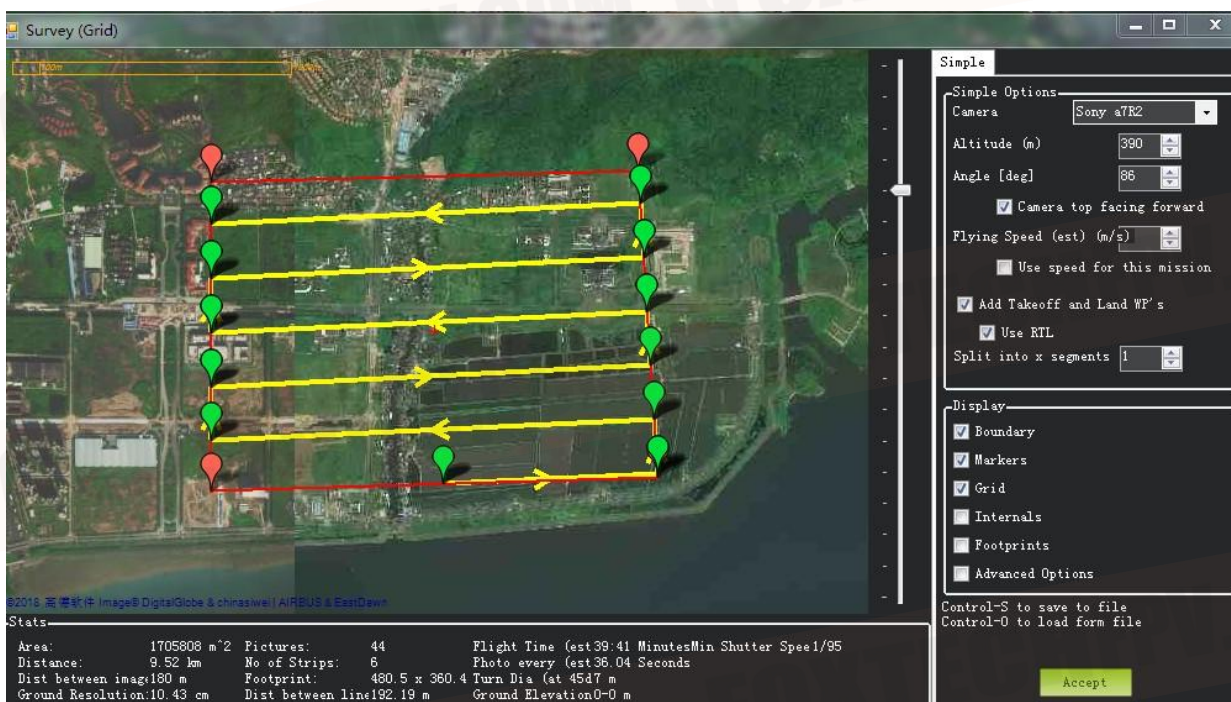 Survey (Grid)
Simple
Simple Options
Camera Sony a7R2
Altitude (m) 390
Angle [deg] 86
Camera top facing forward
Flying Speed (est) (m/s)
Use speed for this mission
Add Takeoff and Land WP's
Use RTL
Split into x segments 1
Display
Boundary
Markers
Grid
Internals
Footprints
Advanced Options
Control-S to save to file
Control-O to load form file
Accept
©2018 高德软件 Image© DigitalGlobe & chinasiwei | AIRBUS & EastDawn
Stats
Area: 1705808 m^2 Pictures: 44 Flight Time (est 39:41 Minutes Min Shutter Spee 1/95
Distance: 9.52 km No of Strips: 6 Photo every (est 36.04 Seconds
Dist between image 180 m Footprint: 480.5 x 360.4 Turn Dia (at 45d 7 m
Ground Resolution: 10.43 cm Dist between line 192.19 m Ground Elevation 0-0 m